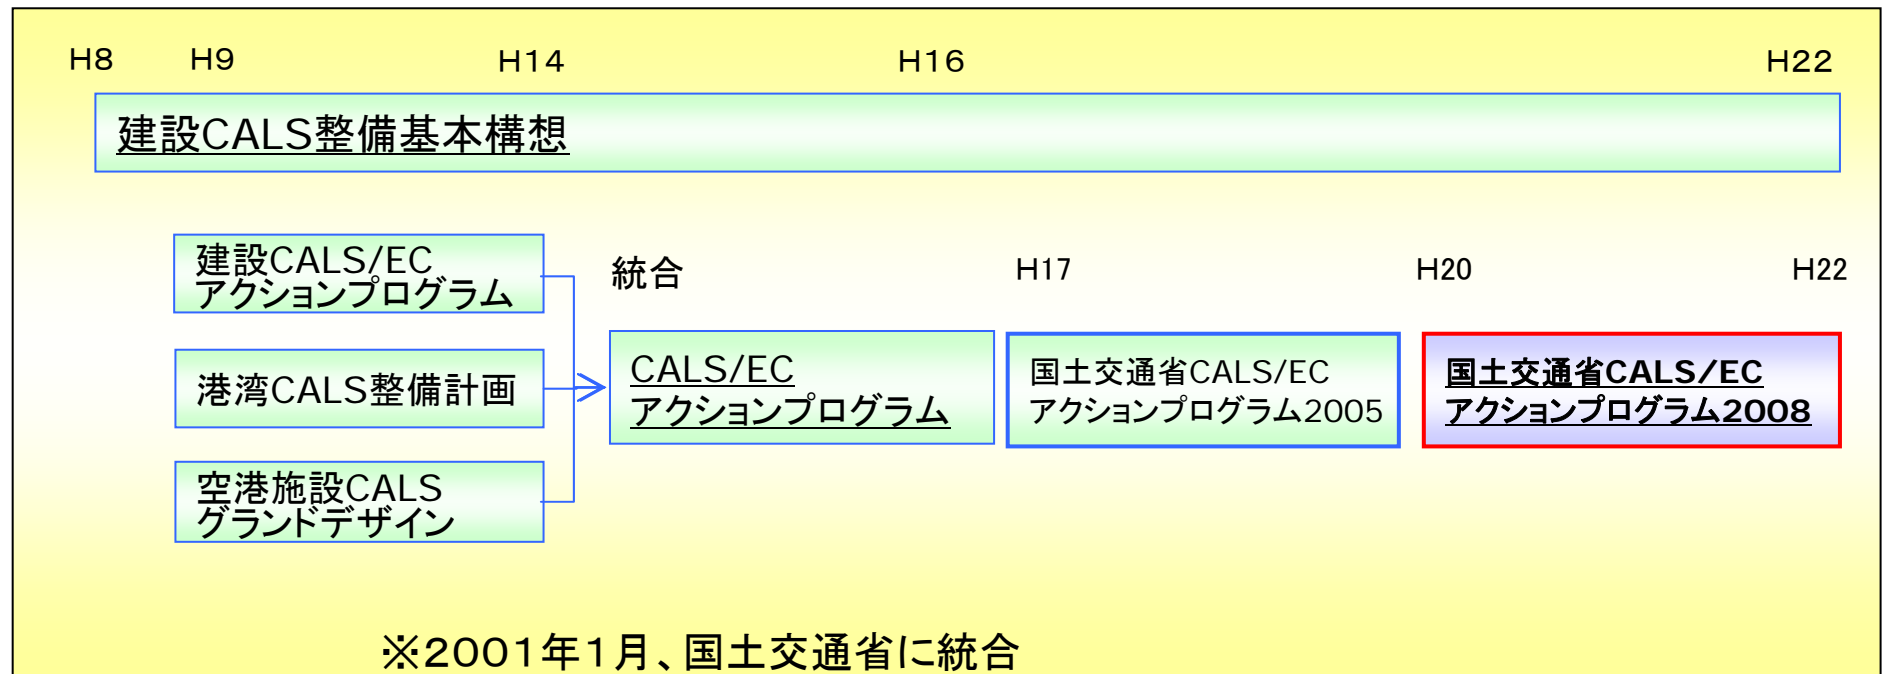 H8 H9 H14 H16 H22
建設CALS整備基本構想
建設CALS/EC
アクションプログラム
港湾CALS整備計画
空港施設CALS
グランドデザイン
統合 H17 H20 H22
CALS/EC
アクションプログラム
国土交通省CALS/EC
アクションプログラム2005
国土交通省CALS/EC
アクションプログラム2008
※2001年1月、国土交通省に統合